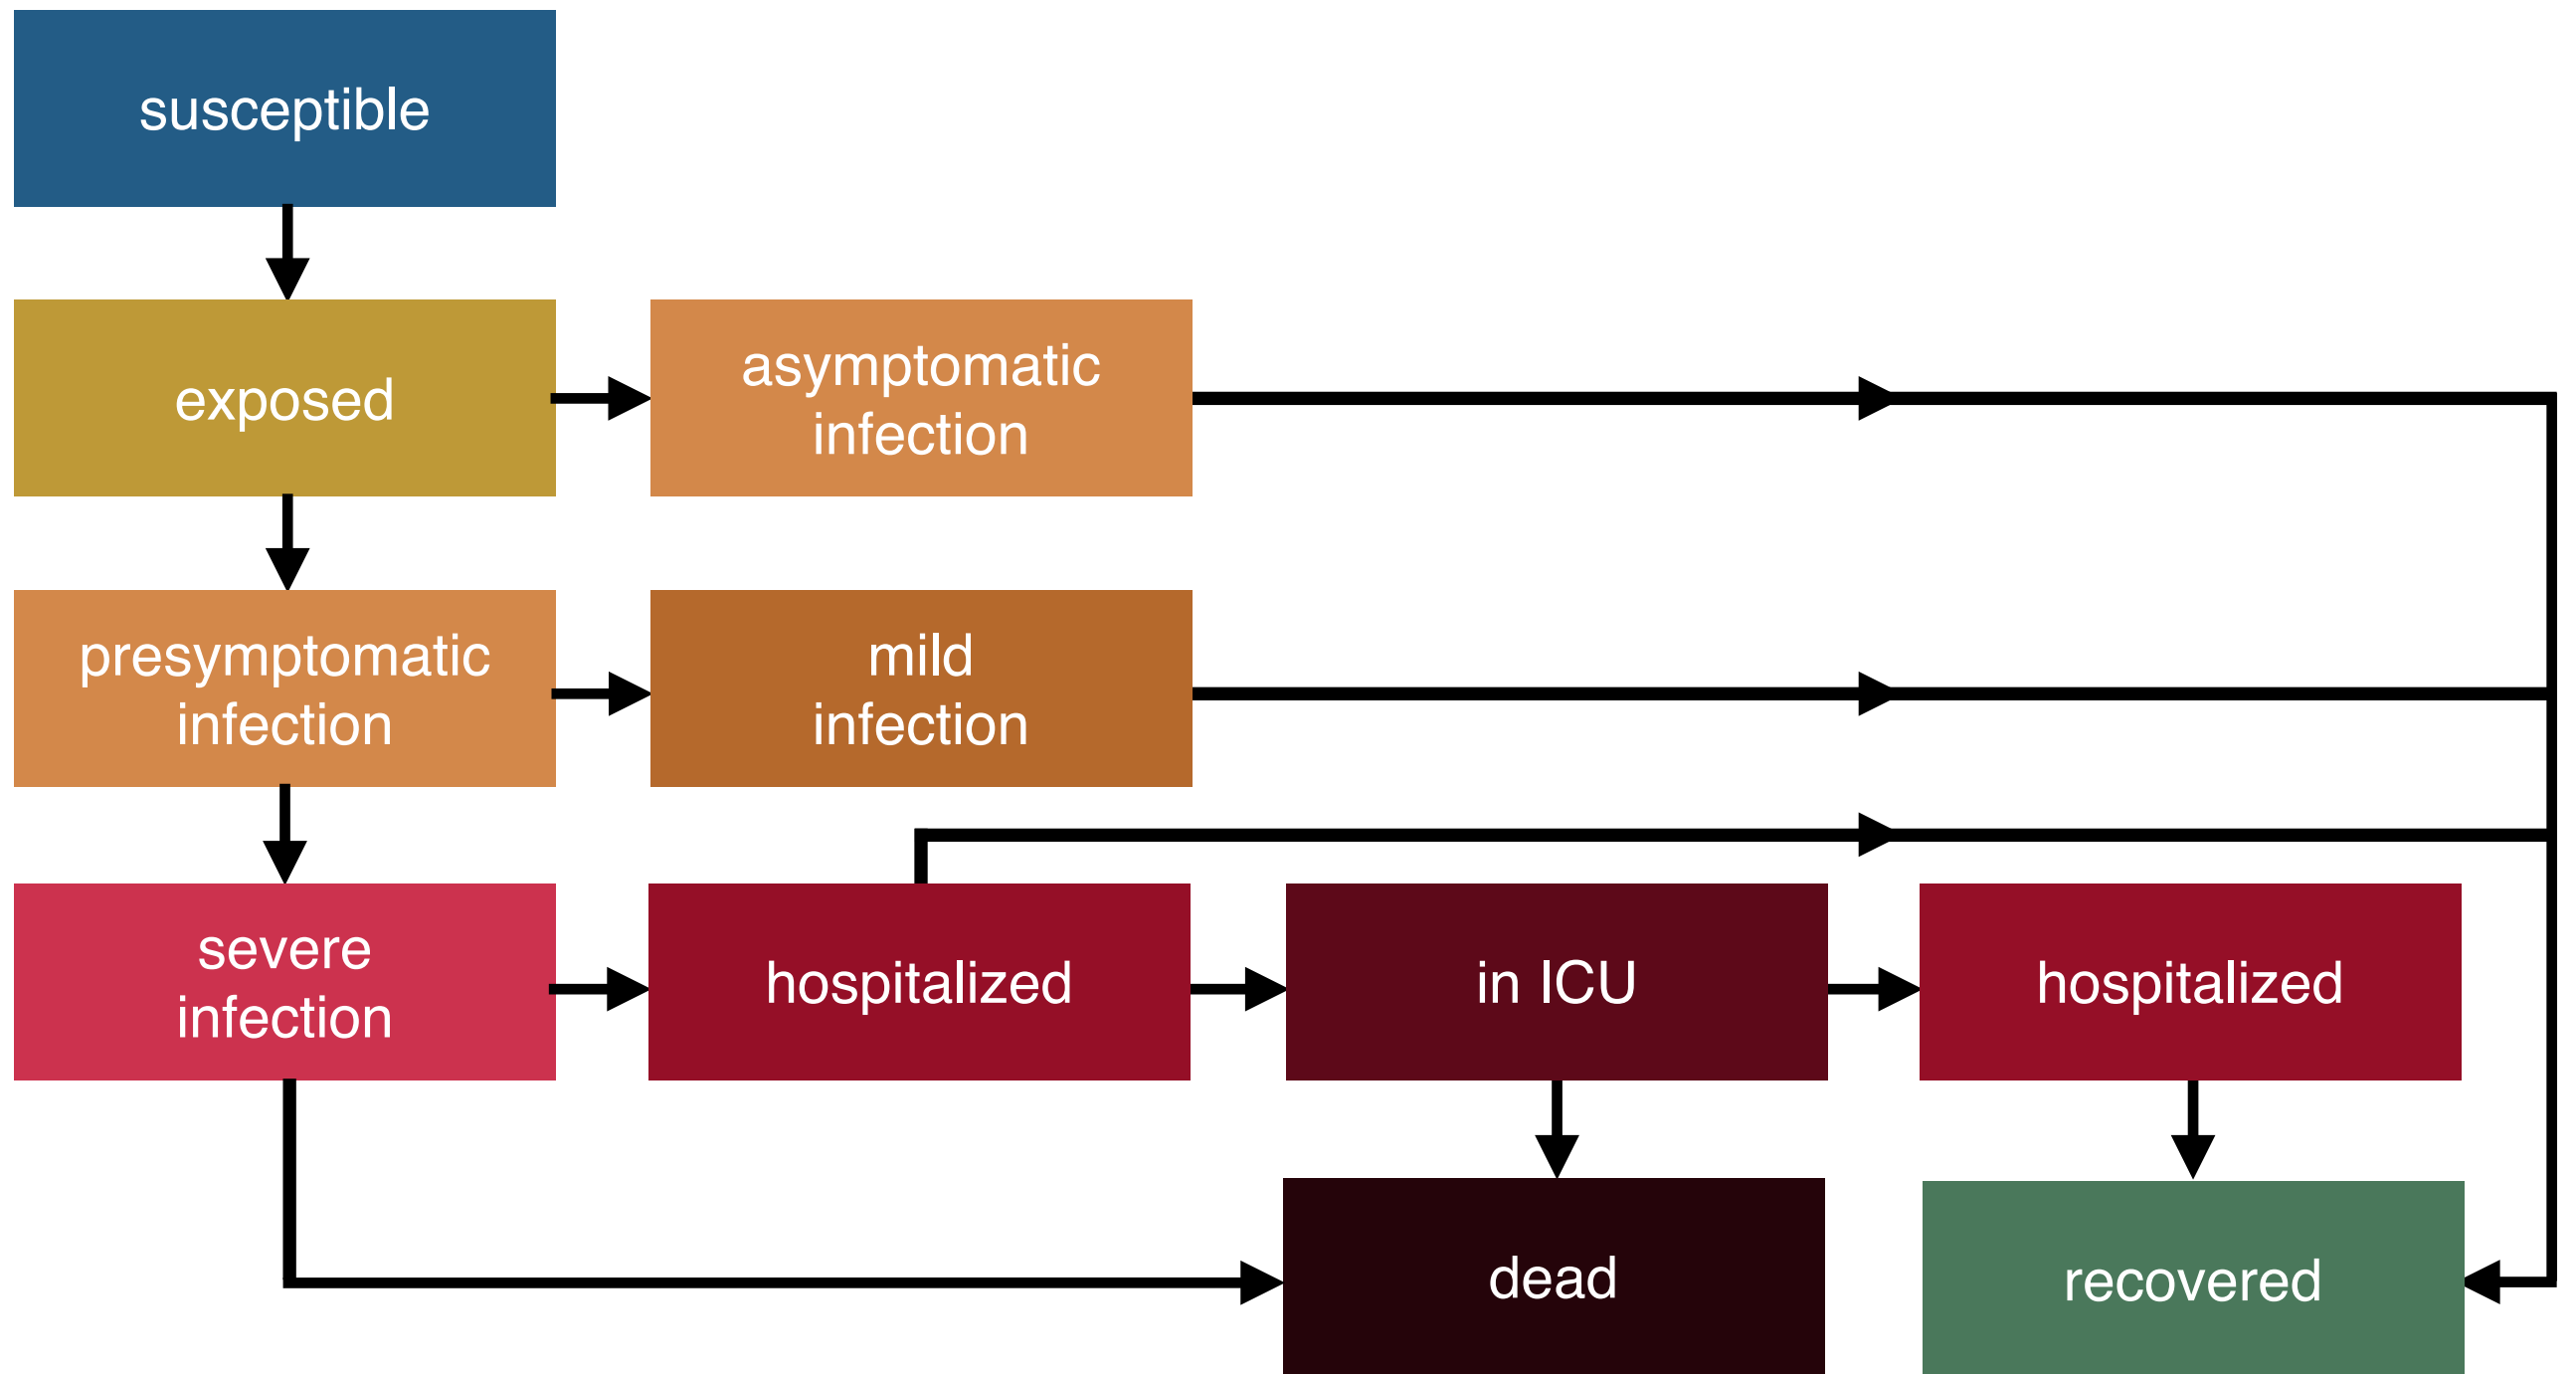 susceptible
exposed
asymptomatic
infection
presymptomatic
infection
mild
infection
severe
infection
hospitalized
in ICU
hospitalized
dead
recovered